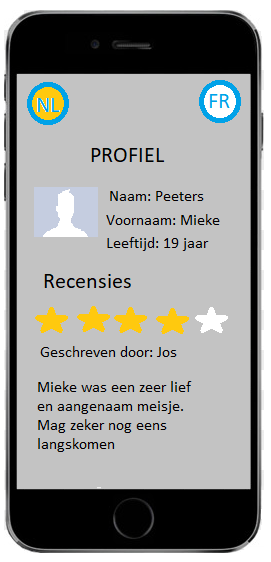 NL
FR
PROFIEL
Naam: Peeters
Voornaam: Mieke
Leeftijd: 19 jaar
Recensies
Geschreven door: Jos
Mieke was een zeer lief
en aangenaam meisje.
Mag zeker nog eens
langskomen